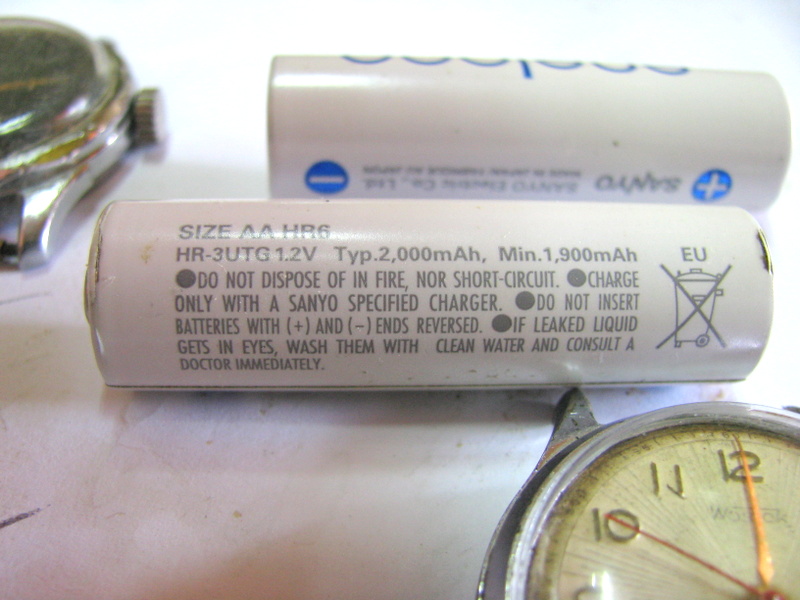 eneloop
SANYO
SANYO Electric Co., Ltd.
MADE IN JAPAN
SIZE AA HR6
HR-3UTG 1.2V Typ.2,000mAh, Min.1,900mAh
EU
●DO NOT DISPOSE OF IN FIRE, NOR SHORT-CIRCUIT. ●CHARGE
ONLY WITH A SANYO SPECIFIED CHARGER. ●DO NOT INSERT
BATTERIES WITH (+) AND (−) ENDS REVERSED. ●IF LEAKED LIQUID
GETS IN EYES, WASH THEM WITH CLEAN WATER AND CONSULT A
DOCTOR IMMEDIATELY.
12
11
10